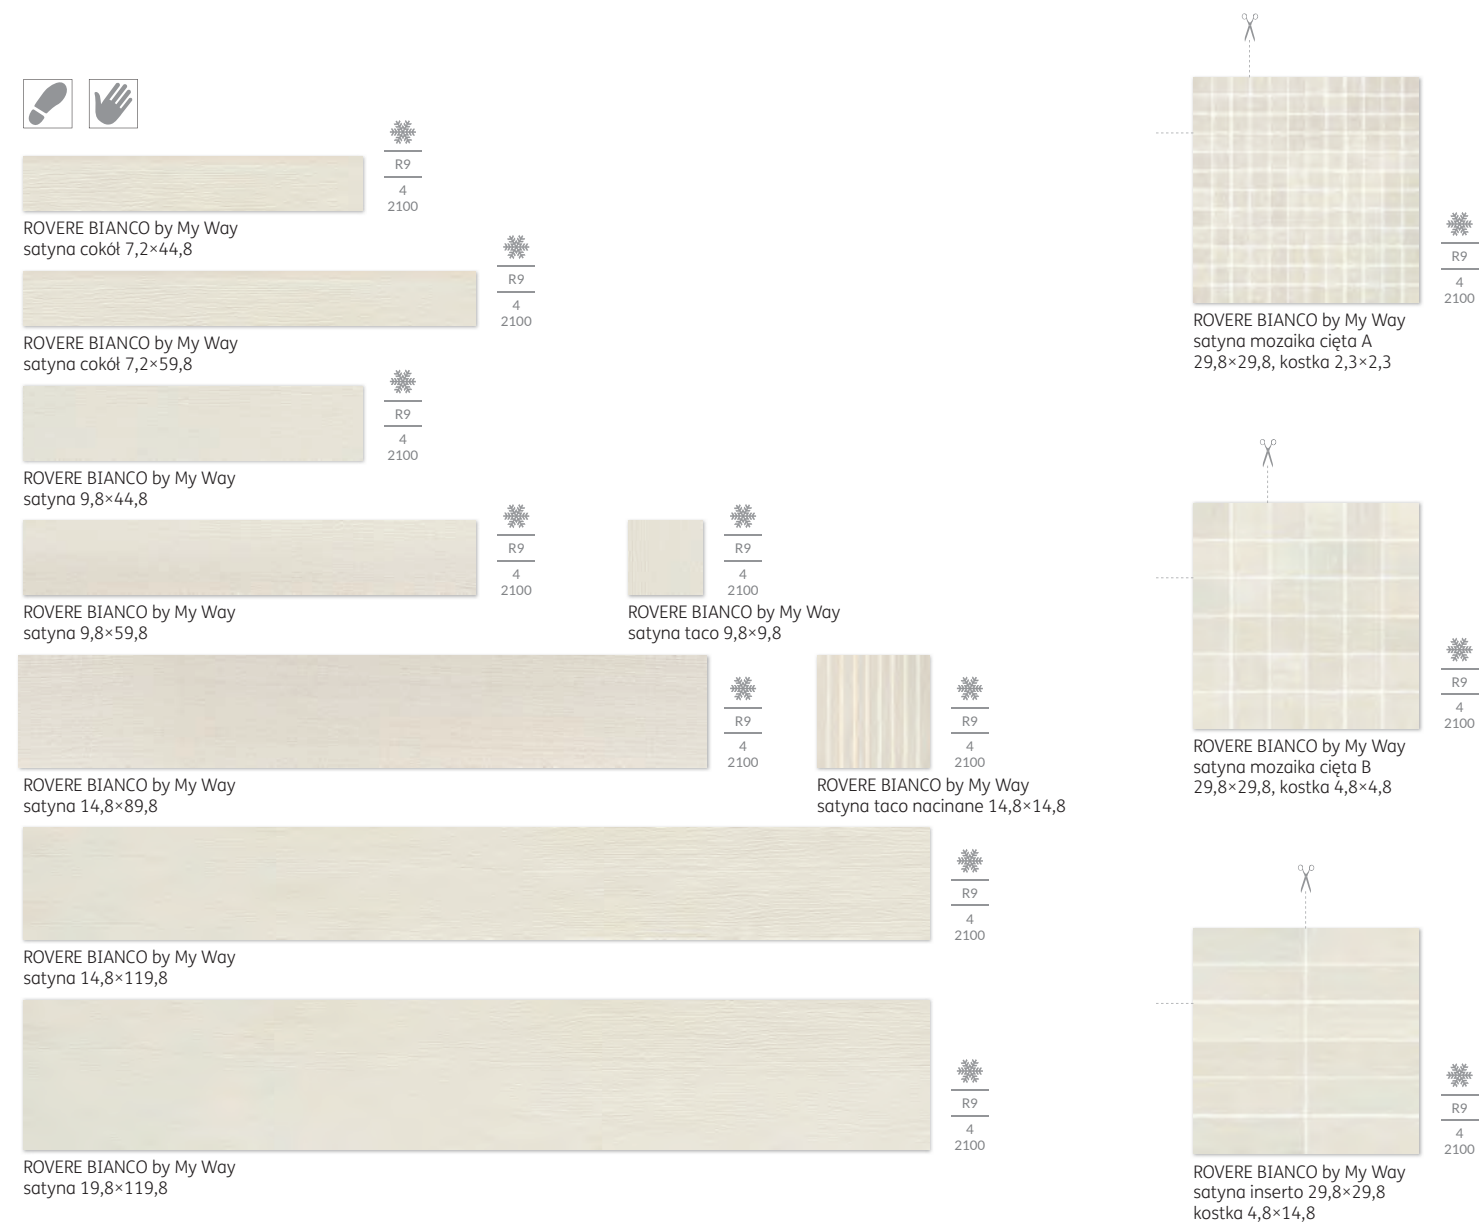 R9
4
2100
ROVERE BIANCO by My Way
satyna cokół 7,2×44,8
R9
4
2100
ROVERE BIANCO by My Way
satyna cokół 7,2×59,8
R9
4
2100
ROVERE BIANCO by My Way
satyna 9,8×44,8
R9
4
2100
ROVERE BIANCO by My Way
satyna 9,8×59,8
R9
4
2100
ROVERE BIANCO by My Way
satyna taco 9,8×9,8
R9
4
2100
ROVERE BIANCO by My Way
satyna 14,8×89,8
R9
4
2100
ROVERE BIANCO by My Way
satyna taco nacinane 14,8×14,8
R9
4
2100
ROVERE BIANCO by My Way
satyna 14,8×119,8
R9
4
2100
ROVERE BIANCO by My Way
satyna 19,8×119,8
R9
4
2100
ROVERE BIANCO by My Way
satyna mozaika cięta A
29,8×29,8, kostka 2,3×2,3
R9
4
2100
ROVERE BIANCO by My Way
satyna mozaika cięta B
29,8×29,8, kostka 4,8×4,8
R9
4
2100
ROVERE BIANCO by My Way
satyna inserto 29,8×29,8
kostka 4,8×14,8